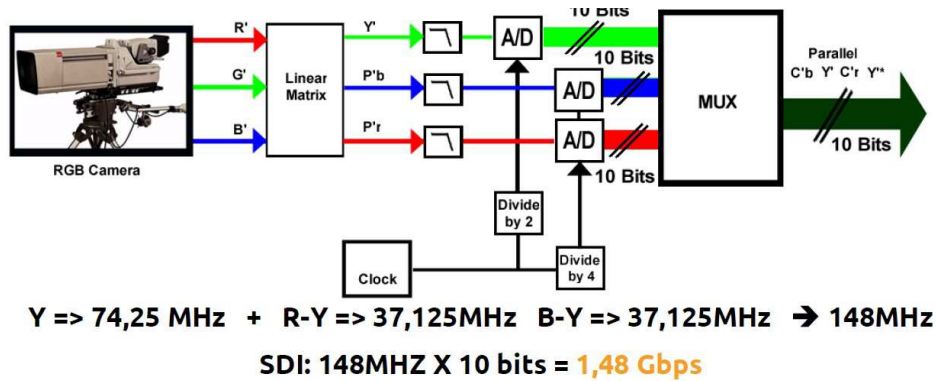 10 Bits
R' Y' A/D
10 Bits
Parallel
C'b Y' C'r Y'*
G' Linear
Matrix P'b A/D MUX
B' P'r A/D 10 Bits
RGB Camera 10 Bits
Divide
by 2
Clock Divide
by 4
Y => 74,25 MHz + R-Y => 37,125MHz B-Y => 37,125MHz ➔ 148MHz
SDI: 148MHZ X 10 bits = 1,48 Gbps